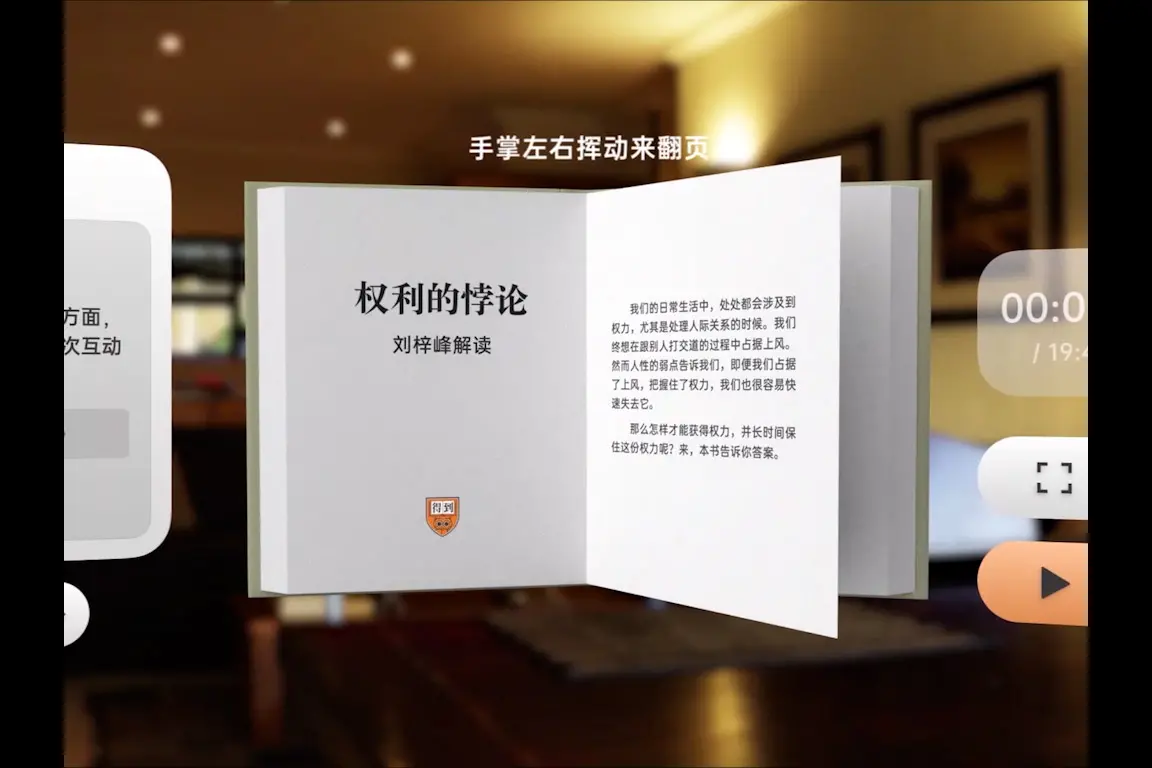 手掌左右挥动来翻页
方面，
次互动
权利的悖论
刘梓峰解读
得到
我们的日常生活中，处处都会涉及到
权力，尤其是处理人际关系的时候。我们
终想在跟别人打交道的过程中占据上风。
然而人性的弱点告诉我们，即便我们占据
了上风，把握住了权力，我们也很容易快
速失去它。
那么怎样才能获得权力，并长时间保
住这份权力呢？来，本书告诉你答案。
00:0
/ 19:4